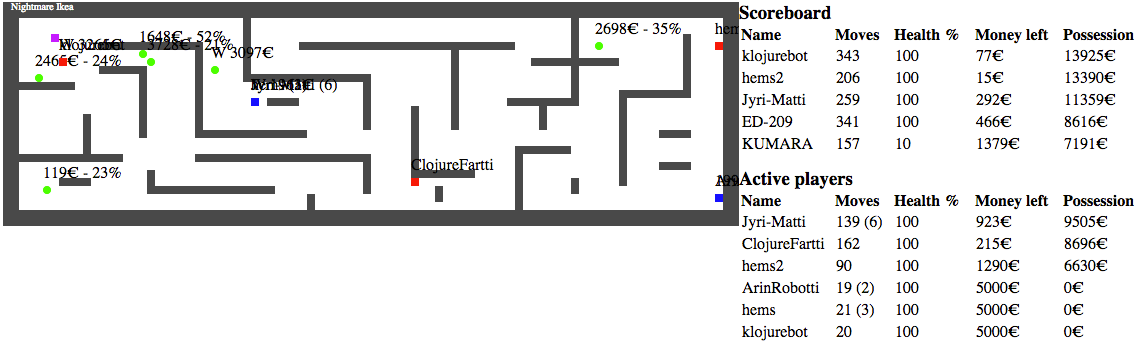 Nightmare Ikea
1648€ - 52%
3728€ - 21%
W 3097€
2698€ - 35%
119€ - 23%
ClojureFartti
Scoreboard
Name Moves Health % Money left Possession
klojurebot 343 100 77€ 13925€
hems2 206 100 15€ 13390€
Jyri-Matti 259 100 292€ 11359€
ED-209 341 100 466€ 8616€
KUMARA 157 10 1379€ 7191€
Active players
Name Moves Health % Money left Possession
Jyri-Matti 139 (6) 100 923€ 9505€
ClojureFartti 162 100 215€ 8696€
hems2 90 100 1290€ 6630€
ArinRobotti 19 (2) 100 5000€ 0€
hems 21 (3) 100 5000€ 0€
klojurebot 20 100 5000€ 0€